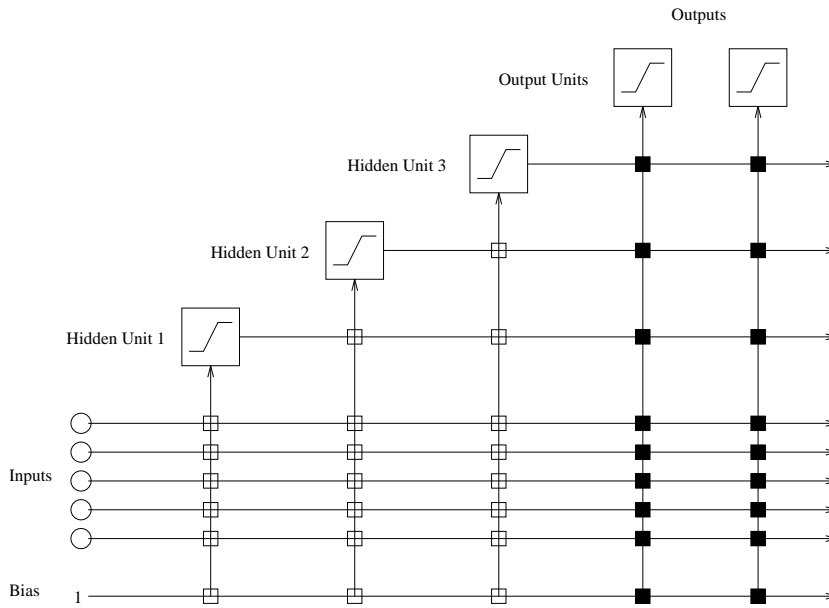 Outputs
Output Units
Hidden Unit 3
Hidden Unit 2
Hidden Unit 1
Inputs
Bias 1